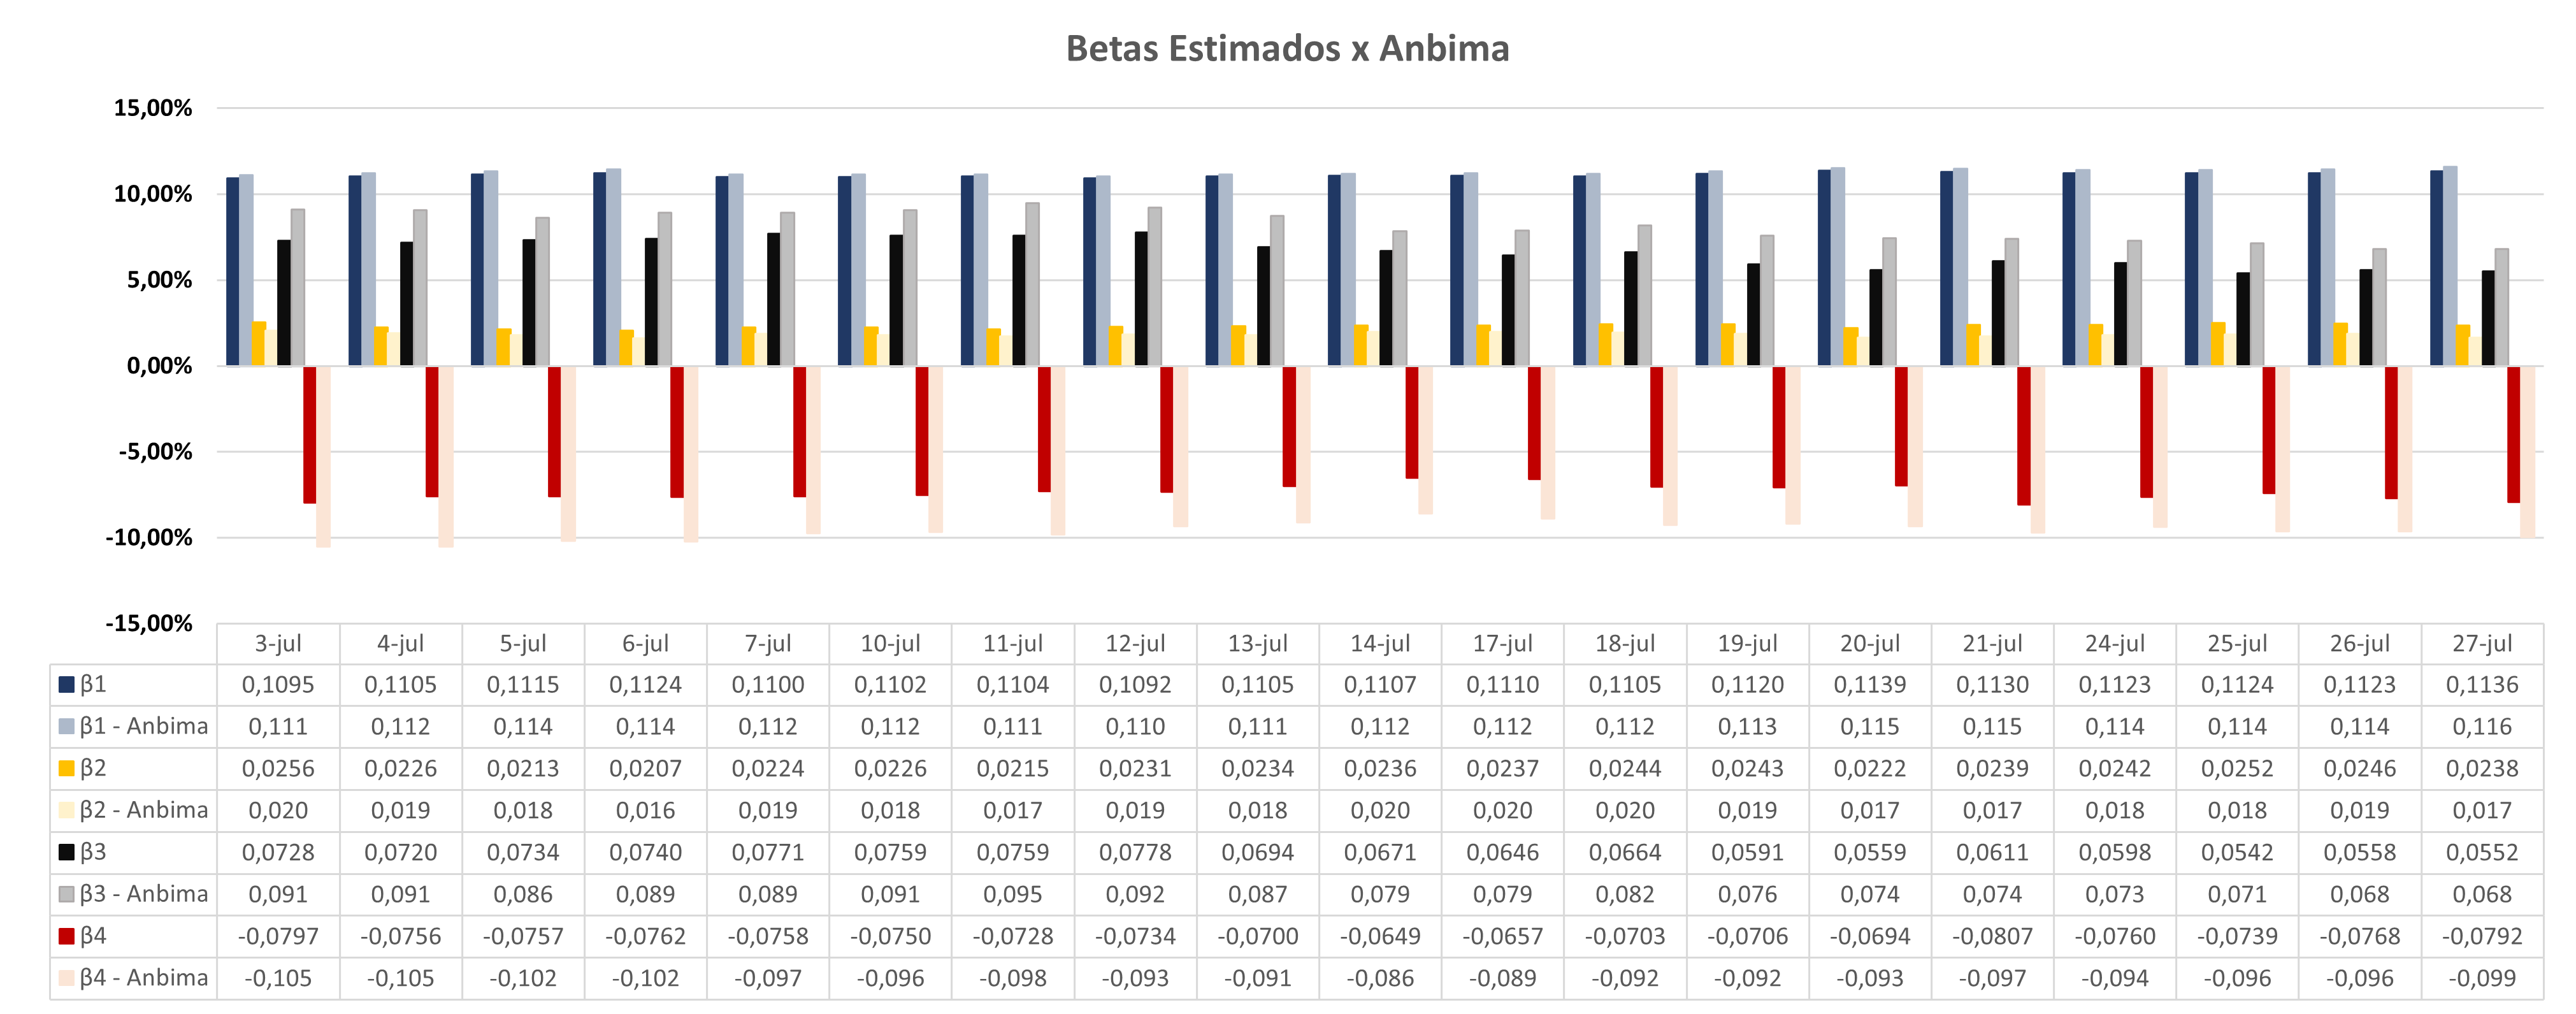 Betas Estimados x Anbima
15,00%
10,00%
5,00%
0,00%
-5,00%
-10,00%
-15,00%
3-jul 4-jul 5-jul 6-jul 7-jul 10-jul 11-jul 12-jul 13-jul 14-jul 17-jul 18-jul 19-jul 20-jul 21-jul 24-jul 25-jul 26-jul 27-jul
β1 0,1095 0,1105 0,1115 0,1124 0,1100 0,1102 0,1104 0,1092 0,1105 0,1107 0,1110 0,1105 0,1120 0,1139 0,1130 0,1123 0,1124 0,1123 0,1136
β1 - Anbima 0,111 0,112 0,114 0,114 0,112 0,112 0,111 0,110 0,111 0,112 0,112 0,112 0,113 0,115 0,115 0,114 0,114 0,114 0,116
β2 0,0256 0,0226 0,0213 0,0207 0,0224 0,0226 0,0215 0,0231 0,0234 0,0236 0,0237 0,0244 0,0243 0,0222 0,0239 0,0242 0,0252 0,0246 0,0238
β2 - Anbima 0,020 0,019 0,018 0,016 0,019 0,018 0,017 0,019 0,018 0,020 0,020 0,020 0,019 0,017 0,017 0,018 0,018 0,019 0,017
β3 0,0728 0,0720 0,0734 0,0740 0,0771 0,0759 0,0759 0,0778 0,0694 0,0671 0,0646 0,0664 0,0591 0,0559 0,0611 0,0598 0,0542 0,0558 0,0552
β3 - Anbima 0,091 0,091 0,086 0,089 0,089 0,091 0,095 0,092 0,087 0,079 0,079 0,082 0,076 0,074 0,074 0,073 0,071 0,068 0,068
β4 -0,0797 -0,0756 -0,0757 -0,0762 -0,0758 -0,0750 -0,0728 -0,0734 -0,0700 -0,0649 -0,0657 -0,0703 -0,0706 -0,0694 -0,0807 -0,0760 -0,0739 -0,0768 -0,0792
β4 - Anbima -0,105 -0,105 -0,102 -0,102 -0,097 -0,096 -0,098 -0,093 -0,091 -0,086 -0,089 -0,092 -0,092 -0,093 -0,097 -0,094 -0,096 -0,096 -0,099